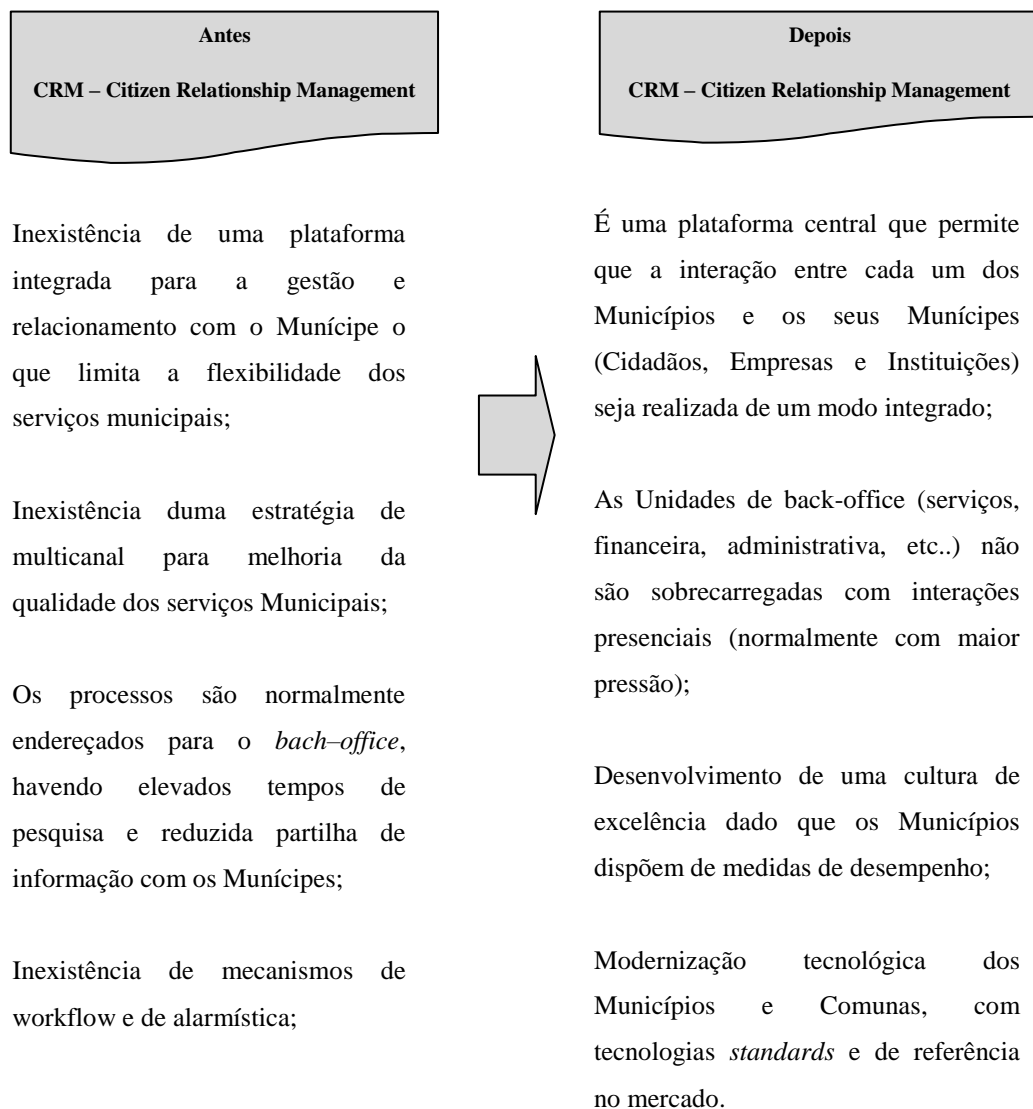 Antes
CRM – Citizen Relationship Management
Inexistência de uma plataforma
integrada para a gestão e
relacionamento com o Munícipe o
que limita a flexibilidade dos
serviços municipais;
Inexistência duma estratégia de
multicanal para melhoria da
qualidade dos serviços Municipais;
Os processos são normalmente
endereçados para o bach–office,
havendo elevados tempos de
pesquisa e reduzida partilha de
informação com os Munícipes;
Inexistência de mecanismos de
workflow e de alarmística;
Depois
CRM – Citizen Relationship Management
É uma plataforma central que permite
que a interação entre cada um dos
Municípios e os seus Munícipes
(Cidadãos, Empresas e Instituições)
seja realizada de um modo integrado;
As Unidades de back-office (serviços,
financeira, administrativa, etc..) não
são sobrecarregadas com interações
presenciais (normalmente com maior
pressão);
Desenvolvimento de uma cultura de
excelência dado que os Municípios
dispõem de medidas de desempenho;
Modernização tecnológica dos
Municípios e Comunas, com
tecnologias standards e de referência
no mercado.